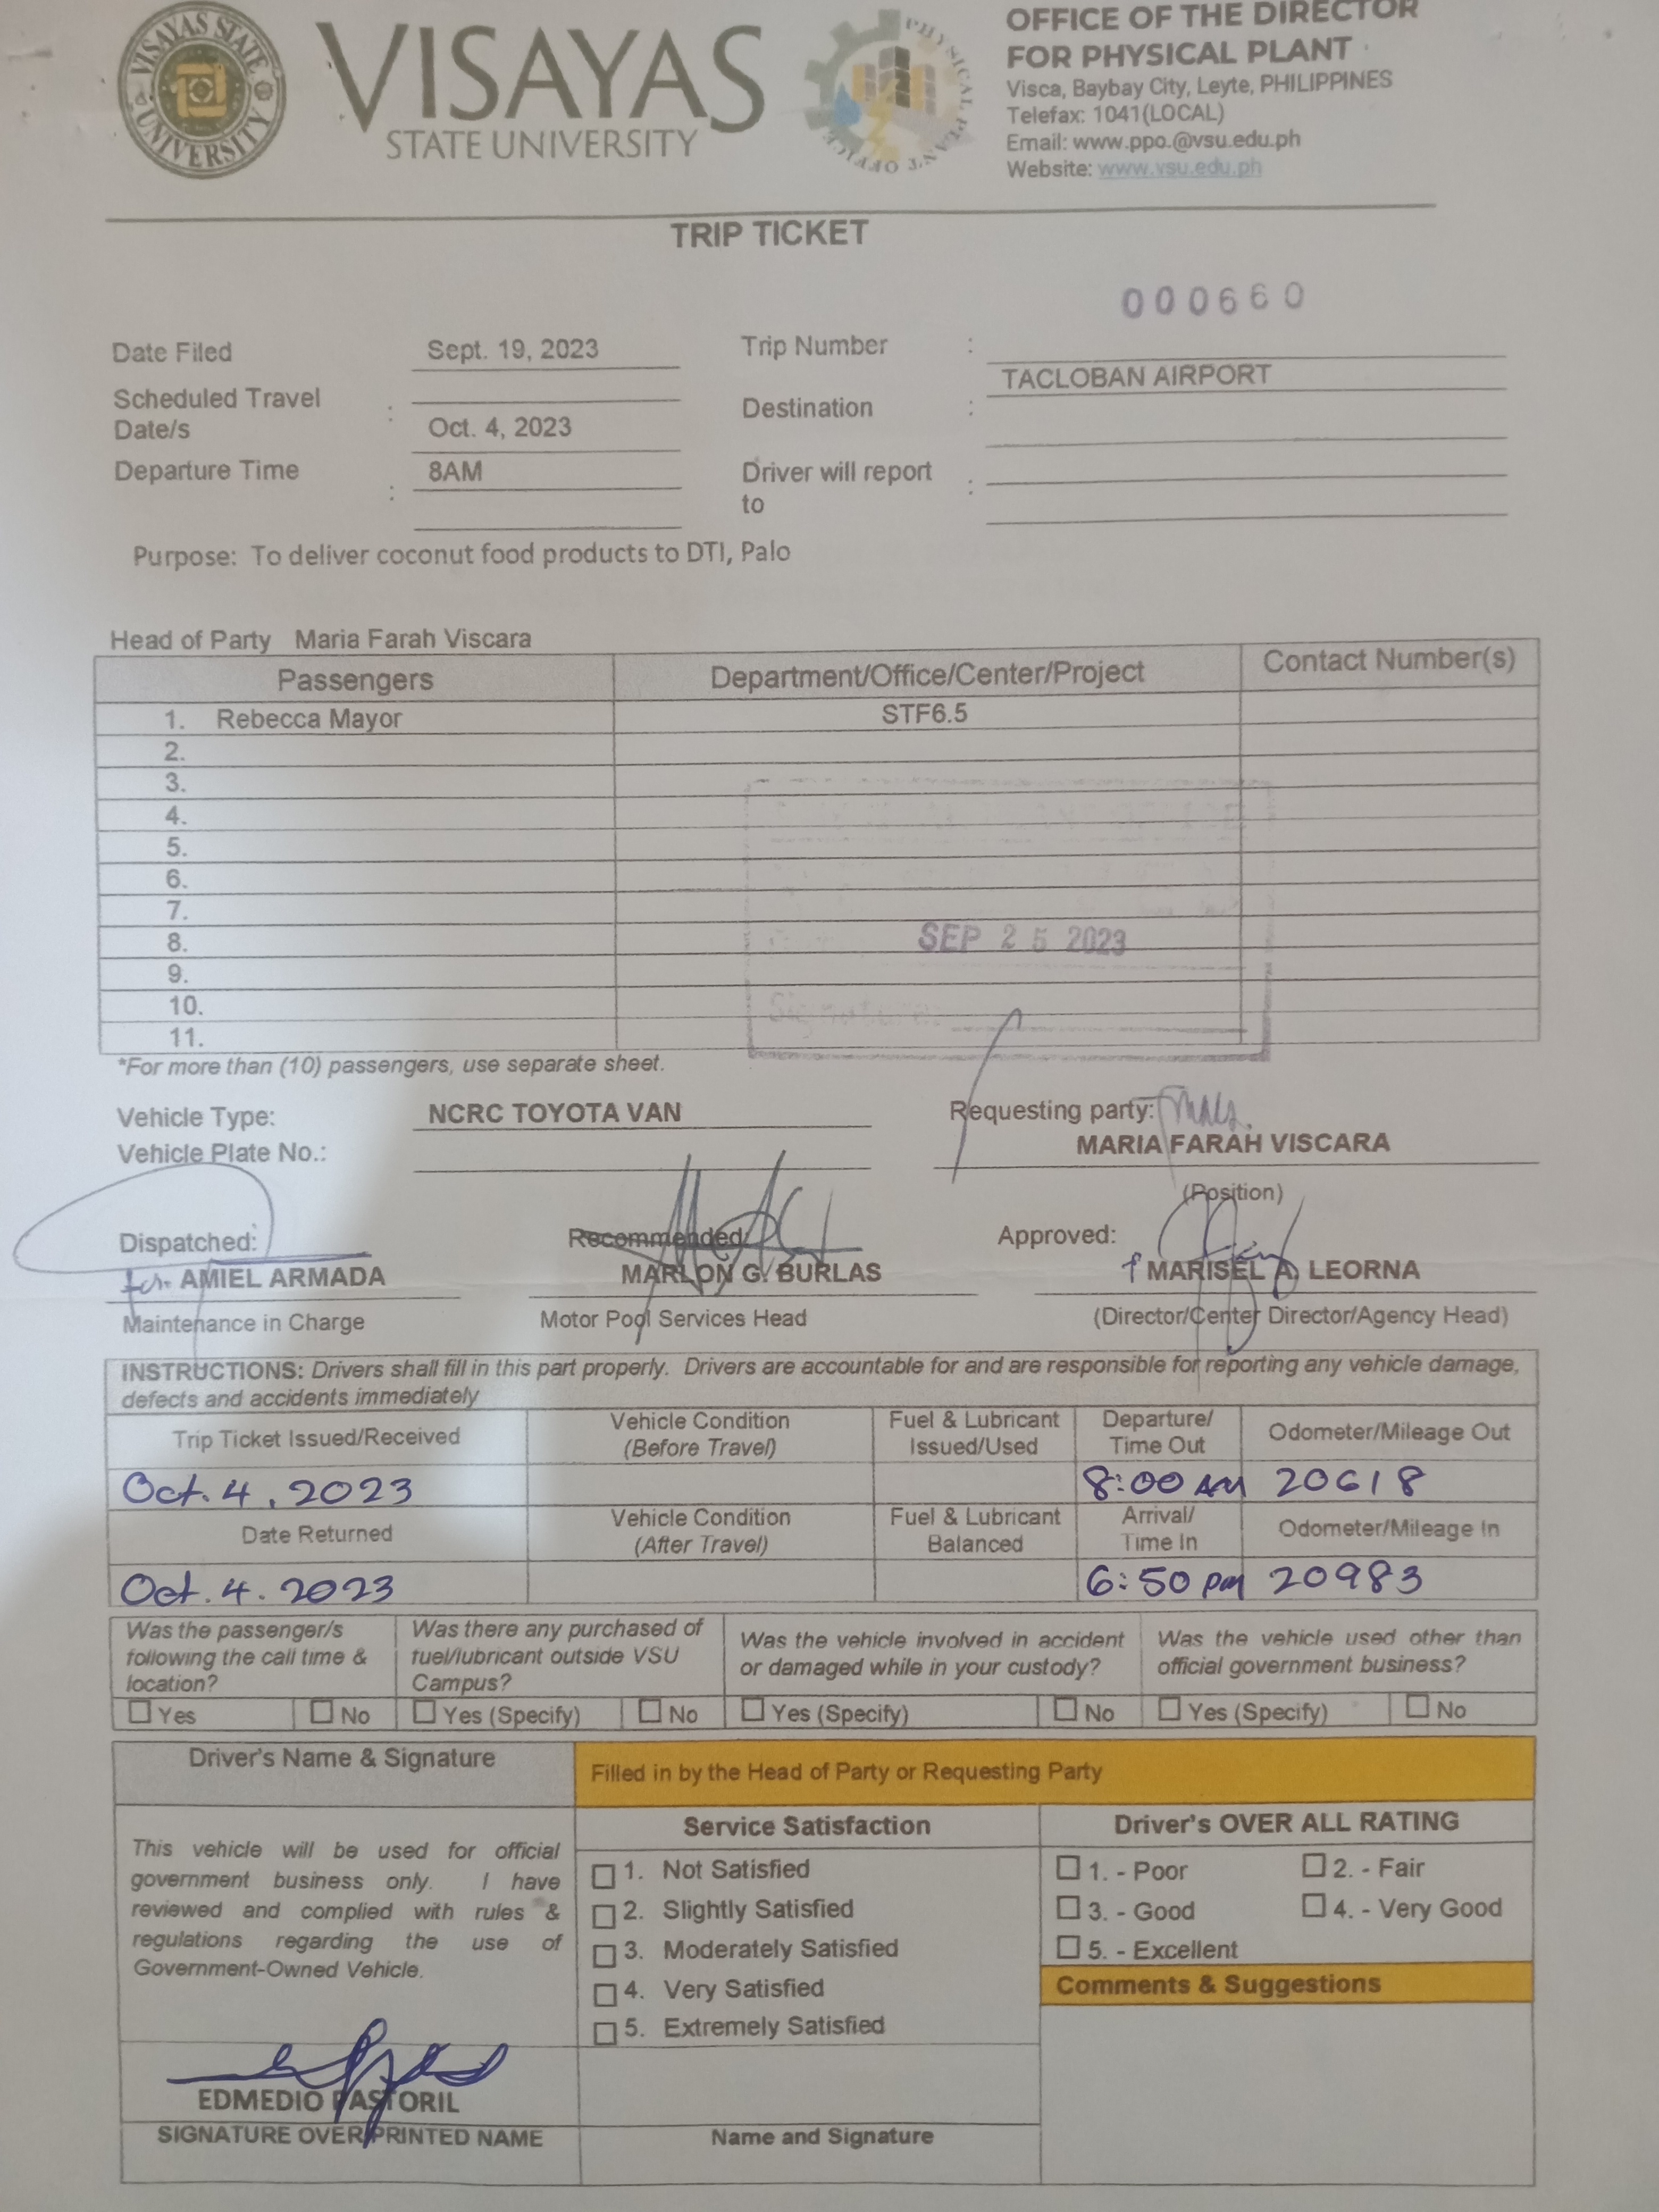 VISAYAS STATE UNIVERSITY
VISAYAS
STATE UNIVERSITY
PHYSICAL PLANT OFFICE
OFFICE OF THE DIRECTOR
FOR PHYSICAL PLANT
Visca, Baybay City, Leyte, PHILIPPINES
Telefax: 1041(LOCAL)
Email: www.ppo.@vsu.edu.ph
Website: www.vsu.edu.ph
TRIP TICKET
000660
Date Filed Sept. 19, 2023 Trip Number :
TACLOBAN AIRPORT
Scheduled Travel Date/s : Oct. 4, 2023 Destination :
Departure Time : 8AM Driver will report to :
Purpose: To deliver coconut food products to DTI, Palo
Head of Party Maria Farah Viscara
Passengers Department/Office/Center/Project Contact Number(s)
1. Rebecca Mayor STF6.5
2.
3.
4.
5.
6.
7.
8.
SEP 25 2023
9.
10.
Signature:
11.
*For more than (10) passengers, use separate sheet.
Vehicle Type: NCRC TOYOTA VAN Requesting party:
Vehicle Plate No.: MARIA FARAH VISCARA
(Position)
Dispatched: Recommended: Approved:
for AMIEL ARMADA MARLON G. BURLAS MARISEL A. LEORNA
Maintenance in Charge Motor Pool Services Head (Director/Center Director/Agency Head)
INSTRUCTIONS: Drivers shall fill in this part properly. Drivers are accountable for and are responsible for reporting any vehicle damage,
defects and accidents immediately
Trip Ticket Issued/Received Vehicle Condition (Before Travel) Fuel & Lubricant Issued/Used Departure/ Time Out Odometer/Mileage Out
Oct. 4, 2023 8:00 AM 20618
Date Returned Vehicle Condition (After Travel) Fuel & Lubricant Balanced Arrival/ Time In Odometer/Mileage In
Oct. 4. 2023 6:50 pm 20983
Was the passenger/s following the call time & location? Was there any purchased of fuel/lubricant outside VSU Campus? Was the vehicle involved in accident or damaged while in your custody? Was the vehicle used other than official government business?
Yes No Yes (Specify) No Yes (Specify) No Yes (Specify) No
Driver's Name & Signature Filled in by the Head of Party or Requesting Party
Service Satisfaction Driver's OVER ALL RATING
This vehicle will be used for official
government business only. I have
reviewed and complied with rules &
regulations regarding the use of
Government-Owned Vehicle.
1. Not Satisfied
2. Slightly Satisfied
3. Moderately Satisfied
4. Very Satisfied
5. Extremely Satisfied
1. - Poor 2. - Fair
3. - Good 4. - Very Good
5. - Excellent
Comments & Suggestions
EDMEDIO PASTORIL
SIGNATURE OVER PRINTED NAME Name and Signature